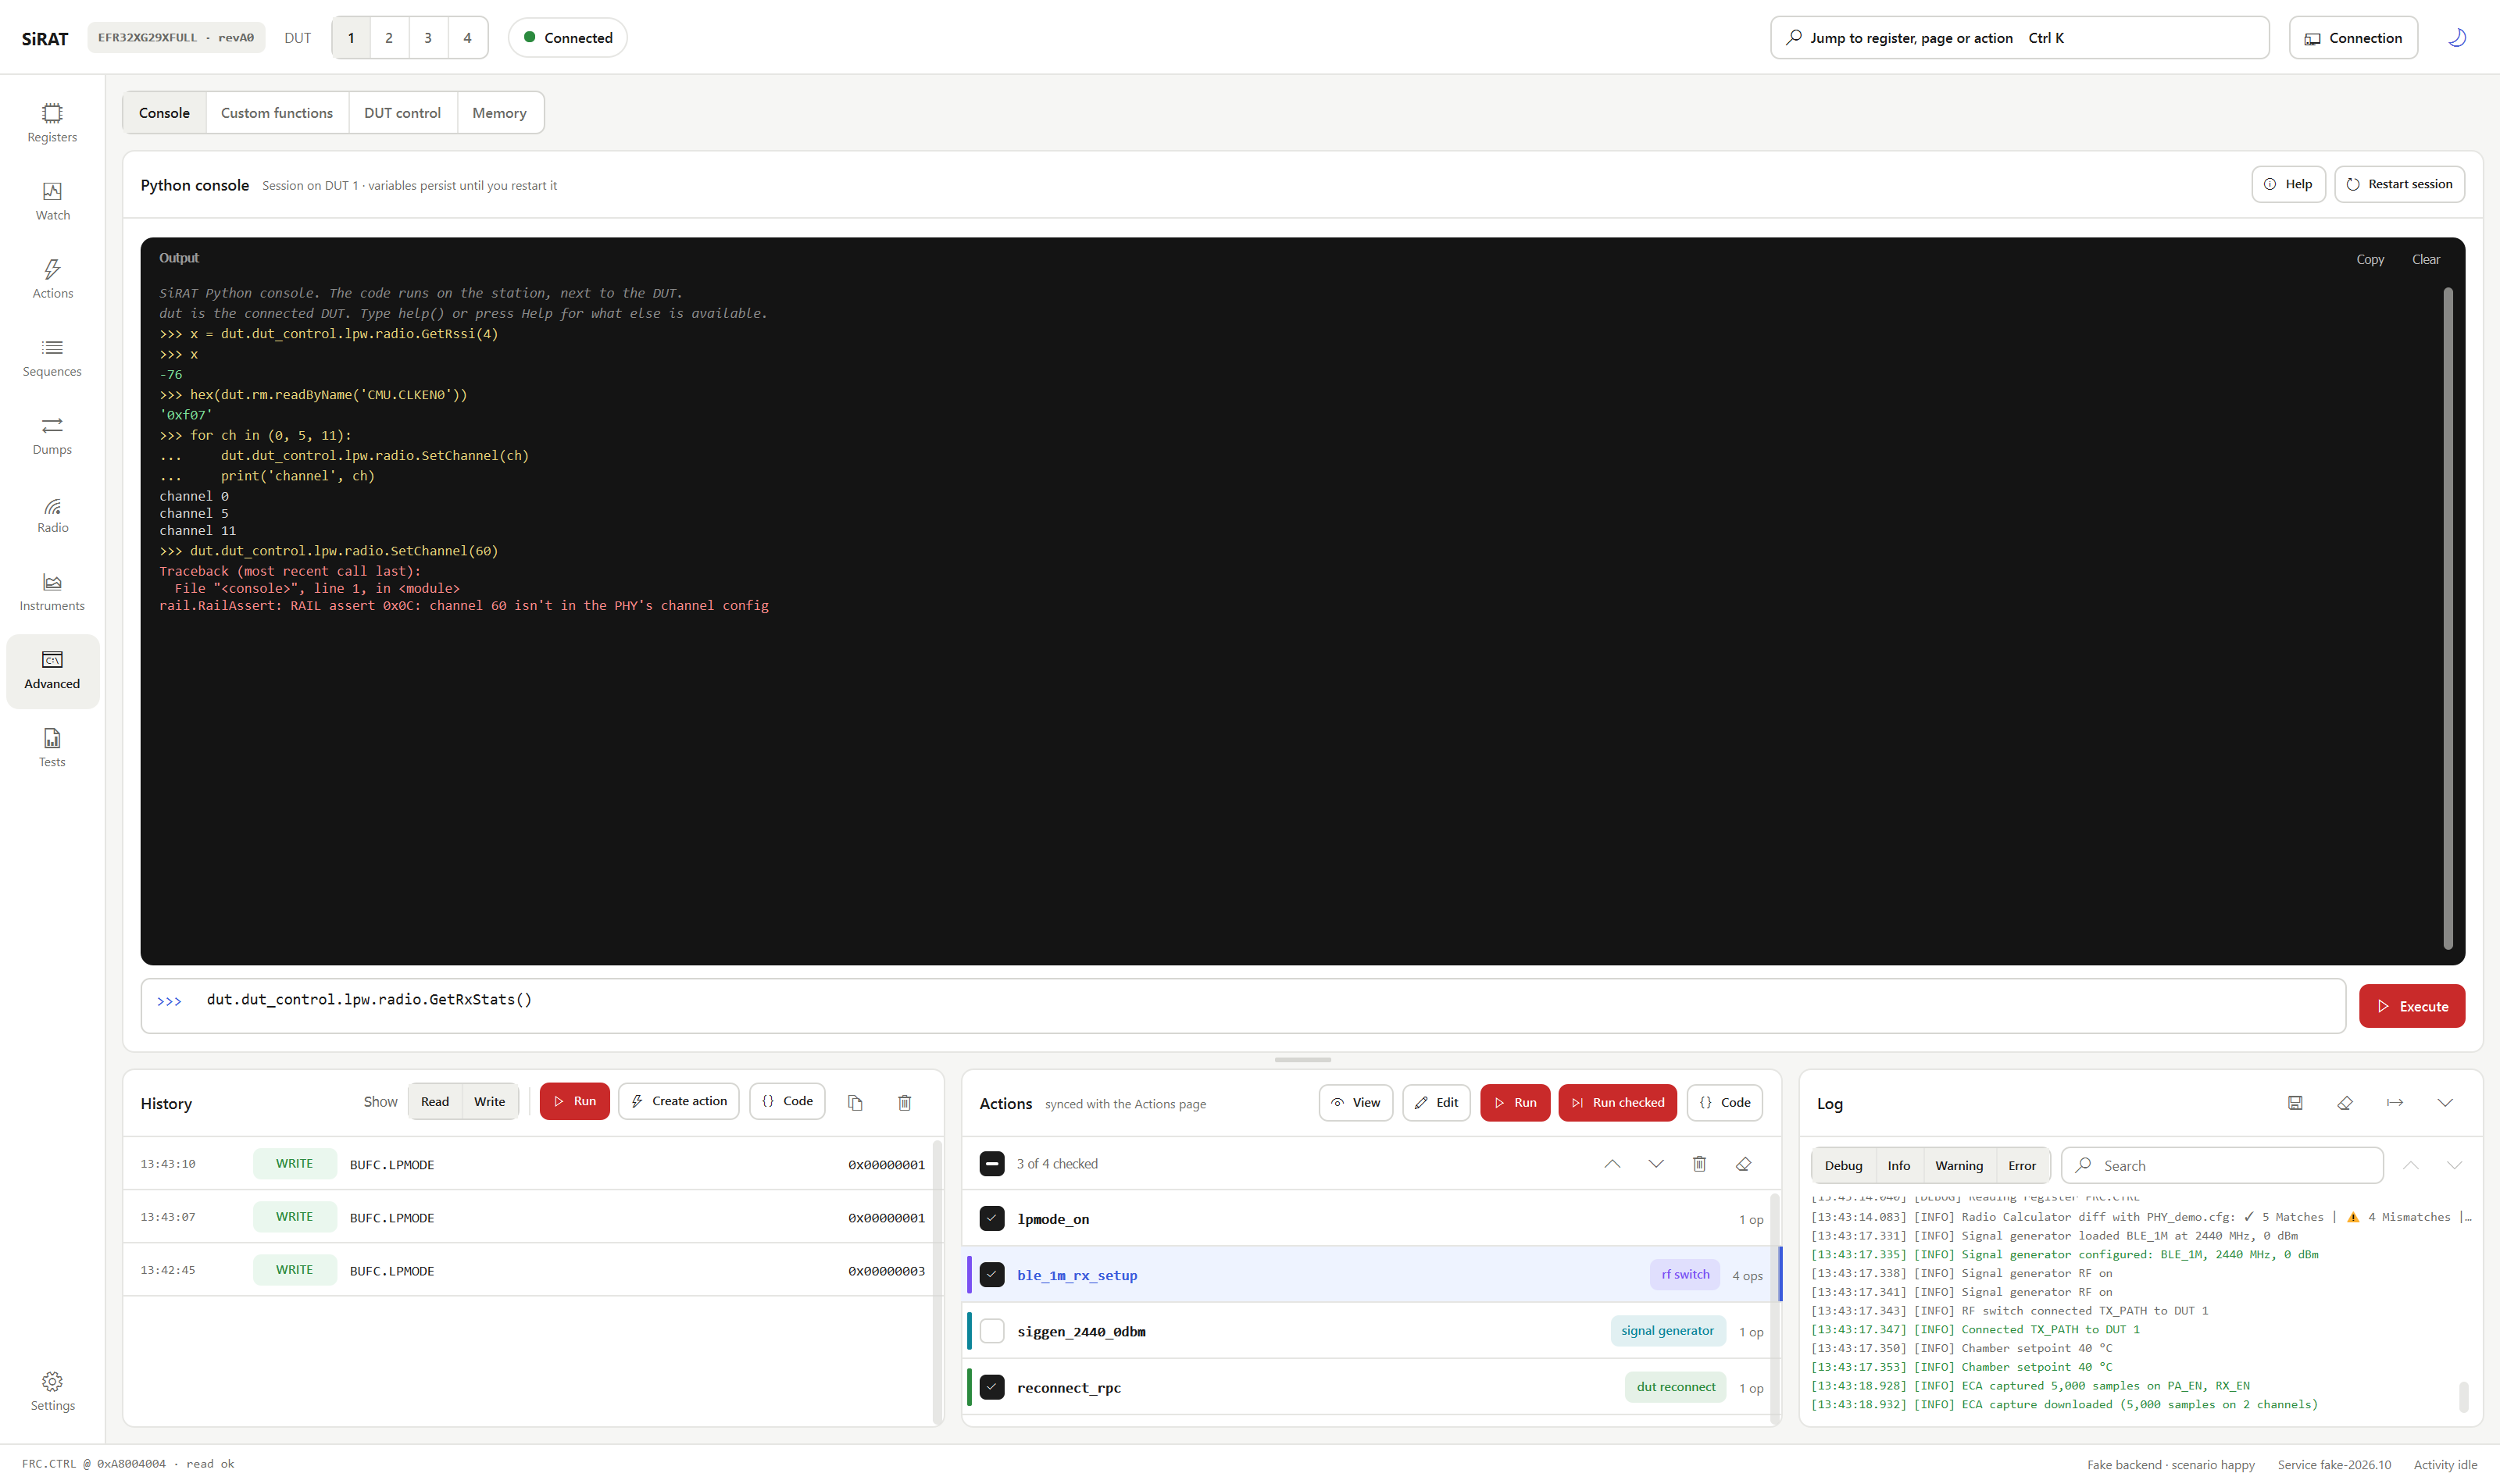 SiRAT EFR32XG29XFULL · revA0 DUT 1 2 3 4 Connected Jump to register, page or action Ctrl K Connection
Registers
Watch
Actions
Sequences
Dumps
Radio
Instruments
C:\
Advanced
Tests
Settings
Console Custom functions DUT control Memory
Python console Session on DUT 1 · variables persist until you restart it Help Restart session
Output Copy Clear
SiRAT Python console. The code runs on the station, next to the DUT.
dut is the connected DUT. Type help() or press Help for what else is available.
>>> x = dut.dut_control.lpw.radio.GetRssi(4)
>>> x
-76
>>> hex(dut.rm.readByName('CMU.CLKEN0'))
'0xf07'
>>> for ch in (0, 5, 11):
...     dut.dut_control.lpw.radio.SetChannel(ch)
...     print('channel', ch)
channel 0
channel 5
channel 11
>>> dut.dut_control.lpw.radio.SetChannel(60)
Traceback (most recent call last):
  File "<console>", line 1, in <module>
rail.RailAssert: RAIL assert 0x0C: channel 60 isn't in the PHY's channel config
>>> dut.dut_control.lpw.radio.GetRxStats() Execute
History Show Read Write Run Create action {} Code
13:43:10 WRITE BUFC.LPMODE 0x00000001
13:43:07 WRITE BUFC.LPMODE 0x00000001
13:42:45 WRITE BUFC.LPMODE 0x00000003
Actions synced with the Actions page View Edit Run Run checked {} Code
3 of 4 checked
lpmode_on 1 op
ble_1m_rx_setup rf switch 4 ops
siggen_2440_0dbm signal generator 1 op
reconnect_rpc dut reconnect 1 op
Log
Debug Info Warning Error Search
[13:43:14.040] [DEBUG] Reading register FRC.CTRL
[13:43:14.083] [INFO] Radio Calculator diff with PHY_demo.cfg: ✓ 5 Matches | ⚠ 4 Mismatches |…
[13:43:17.331] [INFO] Signal generator loaded BLE_1M at 2440 MHz, 0 dBm
[13:43:17.335] [INFO] Signal generator configured: BLE_1M, 2440 MHz, 0 dBm
[13:43:17.338] [INFO] Signal generator RF on
[13:43:17.341] [INFO] Signal generator RF on
[13:43:17.343] [INFO] RF switch connected TX_PATH to DUT 1
[13:43:17.347] [INFO] Connected TX_PATH to DUT 1
[13:43:17.350] [INFO] Chamber setpoint 40 °C
[13:43:17.353] [INFO] Chamber setpoint 40 °C
[13:43:18.928] [INFO] ECA captured 5,000 samples on PA_EN, RX_EN
[13:43:18.932] [INFO] ECA capture downloaded (5,000 samples on 2 channels)
FRC.CTRL @ 0xA8004004 · read ok Fake backend · scenario happy Service fake-2026.10 Activity idle